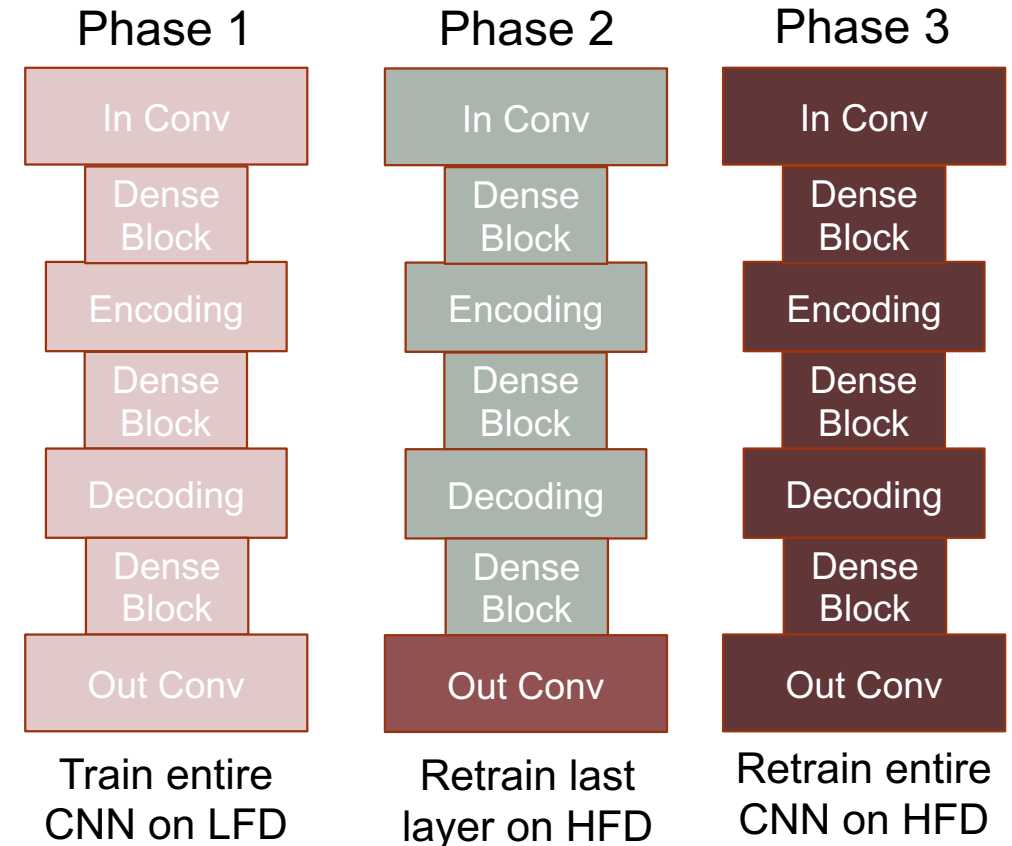 Phase 1
In Conv
Dense
Block
Encoding
Dense
Block
Decoding
Dense
Block
Out Conv
Train entire
CNN on LFD
Phase 2
In Conv
Dense
Block
Encoding
Dense
Block
Decoding
Dense
Block
Out Conv
Retrain last
layer on HFD
Phase 3
In Conv
Dense
Block
Encoding
Dense
Block
Decoding
Dense
Block
Out Conv
Retrain entire
CNN on HFD